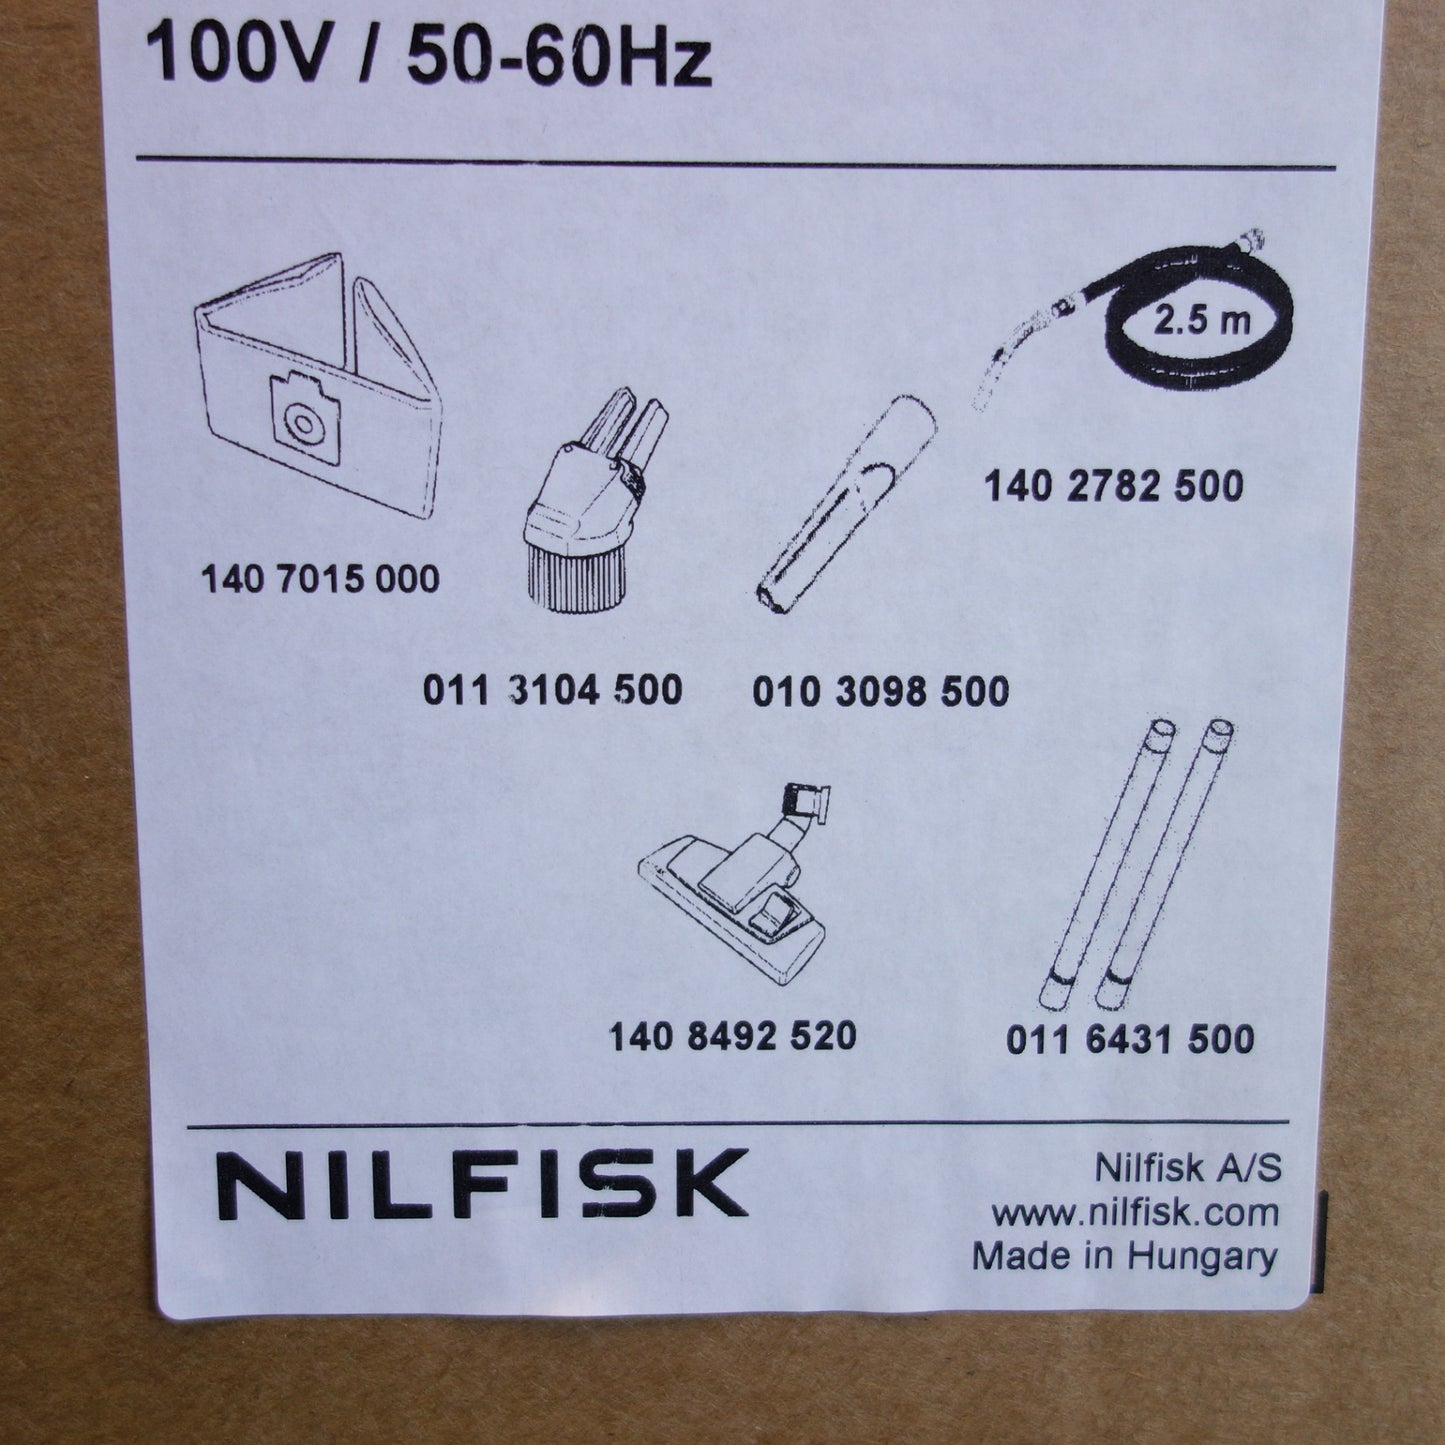 100V / 50-60Hz
2.5 m
140 2782 500
140 7015 000
011 3104 500
010 3098 500
140 8492 520
011 6431 500
NILFISK
Nilfisk A/S
www.nilfisk.com
Made in Hungary